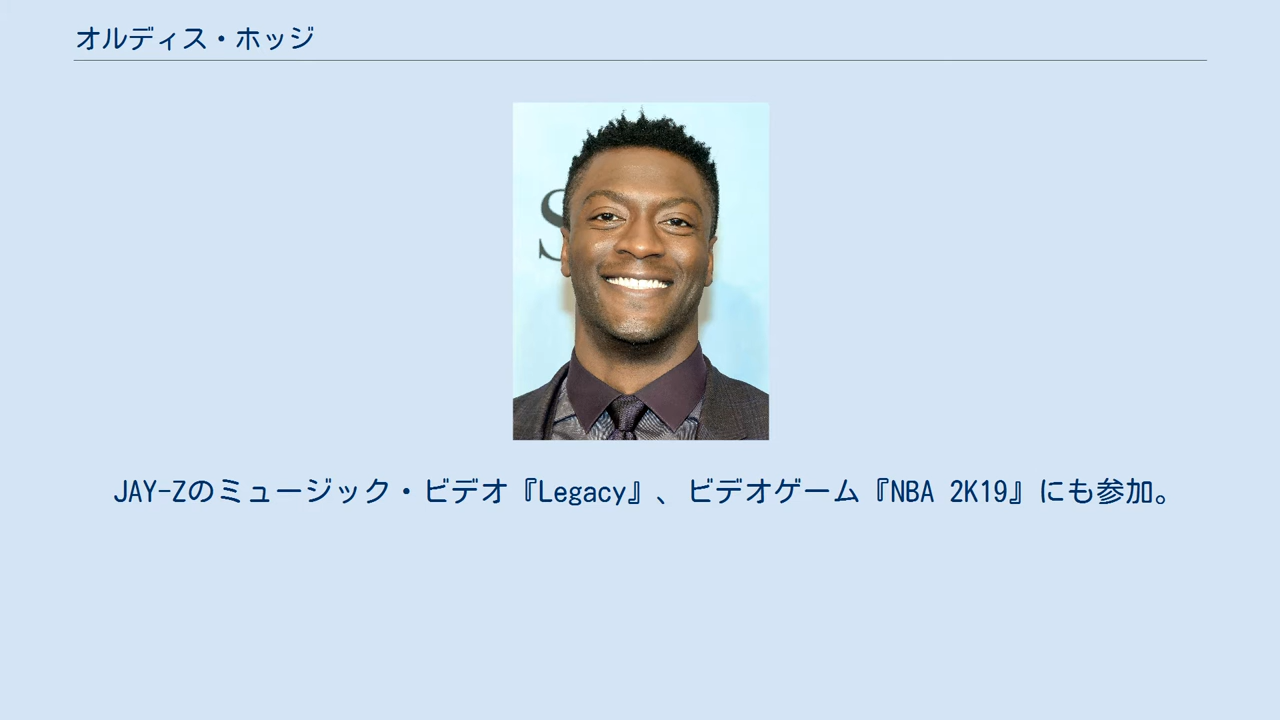 オルディス・ホッジ
S
JAY-Zのミュージック・ビデオ『Legacy』、ビデオゲーム『NBA 2K19』にも参加。